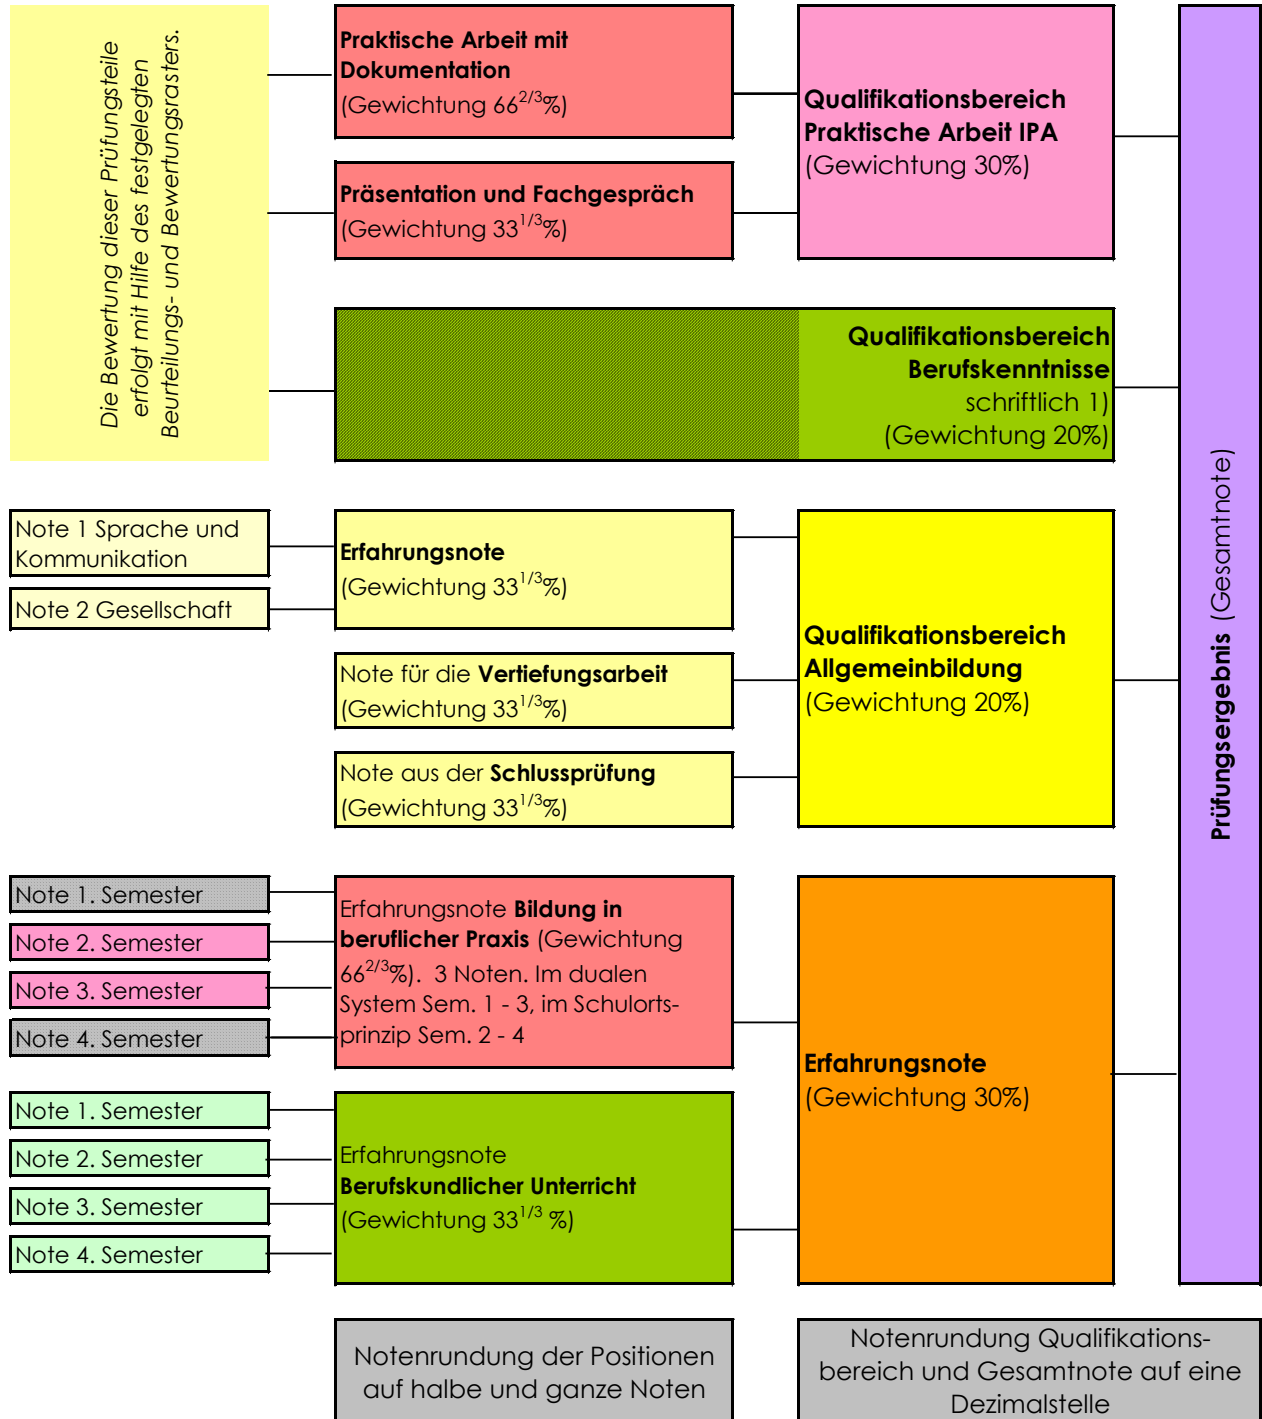 Die Bewertung dieser Prüfungsteile
erfolgt mit Hilfe des festgelegten
Beurteilungs- und Bewertungsrasters.
Praktische Arbeit mit
Dokumentation
(Gewichtung 66^2/3%)
Präsentation und Fachgespräch
(Gewichtung 33^1/3%)
Qualifikationsbereich
Praktische Arbeit IPA
(Gewichtung 30%)
Qualifikationsbereich
Berufskenntnisse
schriftlich 1)
(Gewichtung 20%)
Note 1 Sprache und
Kommunikation
Note 2 Gesellschaft
Erfahrungsnote
(Gewichtung 33^1/3%)
Note für die Vertiefungsarbeit
(Gewichtung 33^1/3%)
Note aus der Schlussprüfung
(Gewichtung 33^1/3%)
Qualifikationsbereich
Allgemeinbildung
(Gewichtung 20%)
Note 1. Semester
Note 2. Semester
Note 3. Semester
Note 4. Semester
Erfahrungsnote Bildung in
beruflicher Praxis (Gewichtung
66^2/3%). 3 Noten. Im dualen
System Sem. 1 - 3, im Schulorts-
prinzip Sem. 2 - 4
Note 1. Semester
Note 2. Semester
Note 3. Semester
Note 4. Semester
Erfahrungsnote
Berufskundlicher Unterricht
(Gewichtung 33^1/3 %)
Erfahrungsnote
(Gewichtung 30%)
Prüfungsergebnis (Gesamtnote)
Notenrundung der Positionen
auf halbe und ganze Noten
Notenrundung Qualifikations-
bereich und Gesamtnote auf eine
Dezimalstelle